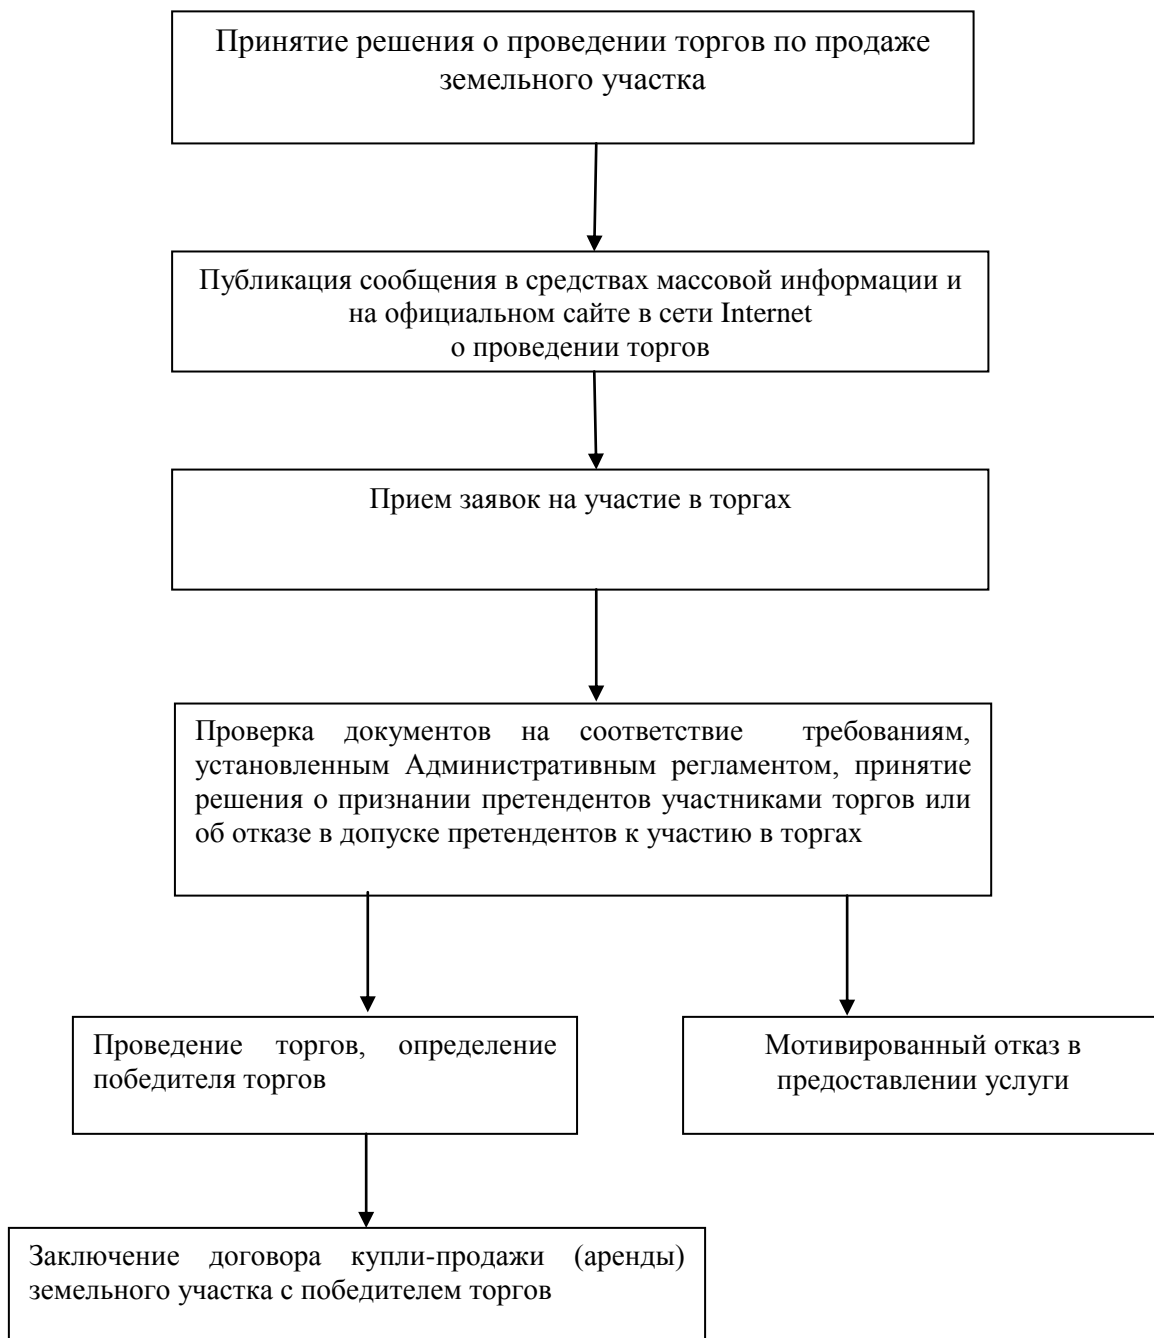 Принятие решения о проведении торгов по продаже
земельного участка
Публикация сообщения в средствах массовой информации и
на официальном сайте в сети Internet
о проведении торгов
Прием заявок на участие в торгах
Проверка документов на соответствие требованиям,
установленным Административным регламентом, принятие
решения о признании претендентов участниками торгов или
об отказе в допуске претендентов к участию в торгах
Проведение торгов, определение
победителя торгов
Мотивированный отказ в
предоставлении услуги
Заключение договора купли-продажи (аренды)
земельного участка с победителем торгов